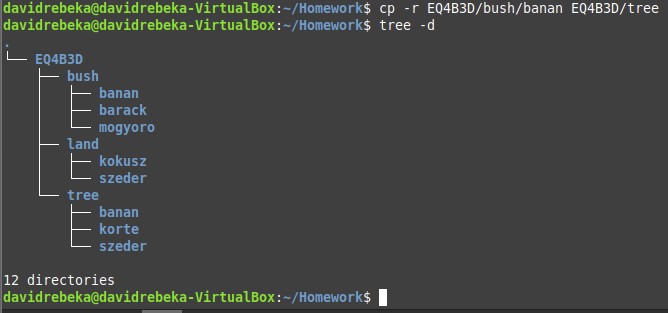 davidrebeka@davidrebeka-VirtualBox:~/Homework$ cp -r EQ4B3D/bush/banan EQ4B3D/tree
davidrebeka@davidrebeka-VirtualBox:~/Homework$ tree -d
.
└── EQ4B3D
    ├── bush
    │   ├── banan
    │   ├── barack
    │   └── mogyoro
    ├── land
    │   ├── kokusz
    │   └── szeder
    └── tree
        ├── banan
        ├── korte
        └── szeder

12 directories
davidrebeka@davidrebeka-VirtualBox:~/Homework$